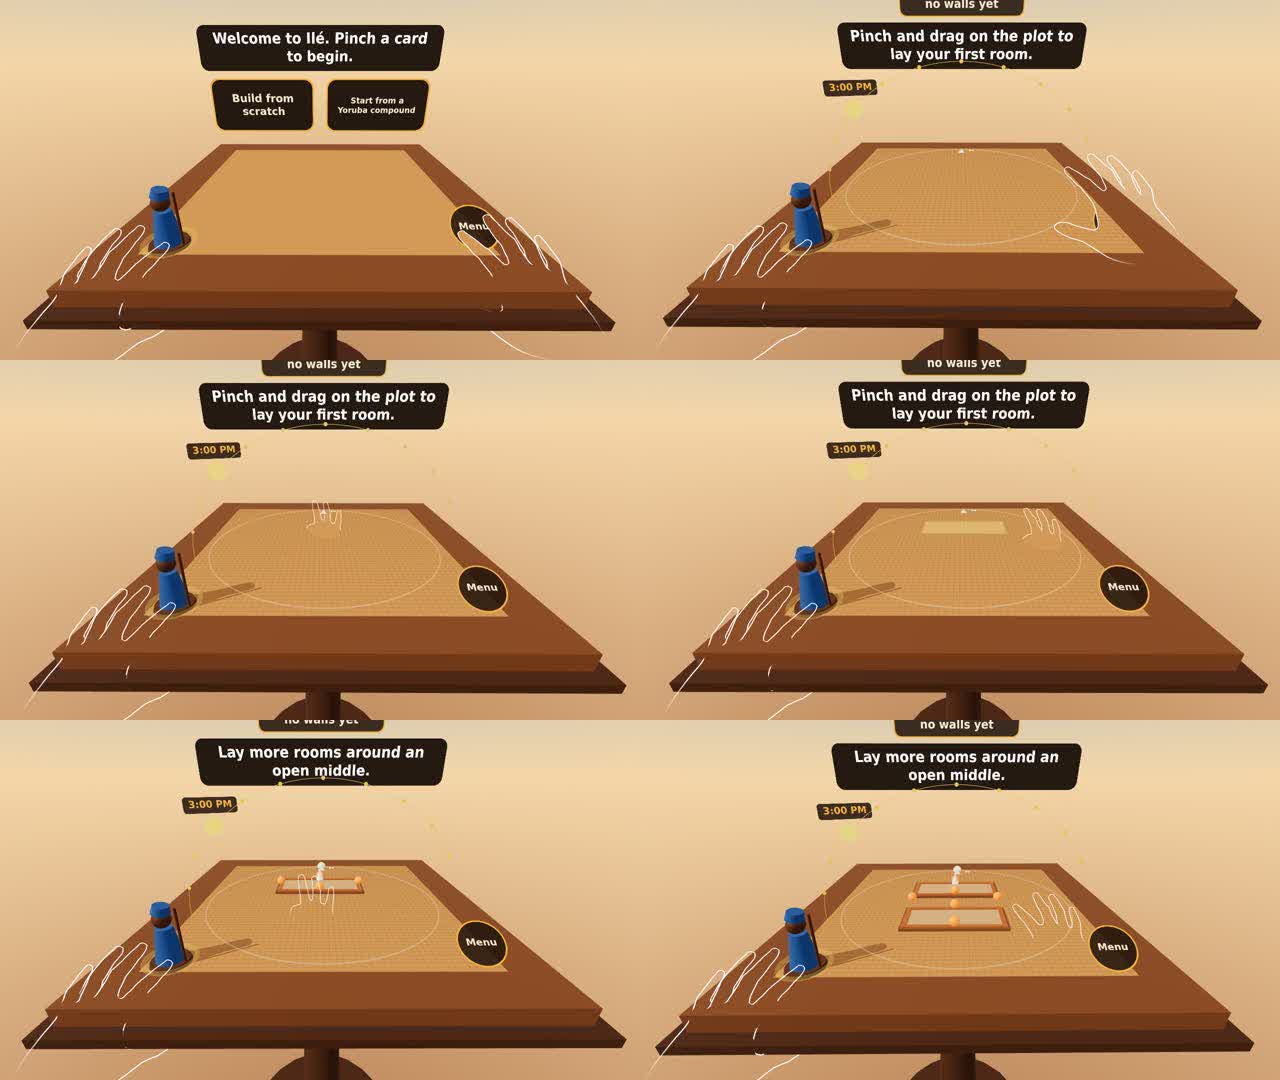 Welcome to Ilé. Pinch a card
to begin.
Build from
scratch
Start from a
Yoruba compound
Menu
no walls yet
Pinch and drag on the plot to
lay your first room.
3:00 PM
no walls yet
Pinch and drag on the plot to
lay your first room.
3:00 PM
Menu
no walls yet
Pinch and drag on the plot to
lay your first room.
3:00 PM
Menu
no walls yet
Lay more rooms around an
open middle.
3:00 PM
Menu
no walls yet
Lay more rooms around an
open middle.
3:00 PM
Menu